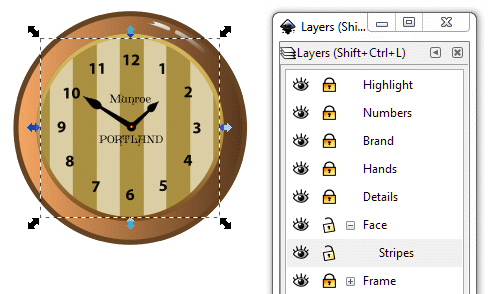 12
11
1
10
2
Munroe
9
3
PORTLAND
8
4
7
5
6
Layers (Shi...
Layers (Shift+Ctrl+L)
Highlight
Numbers
Brand
Hands
Details
Face
Stripes
Frame